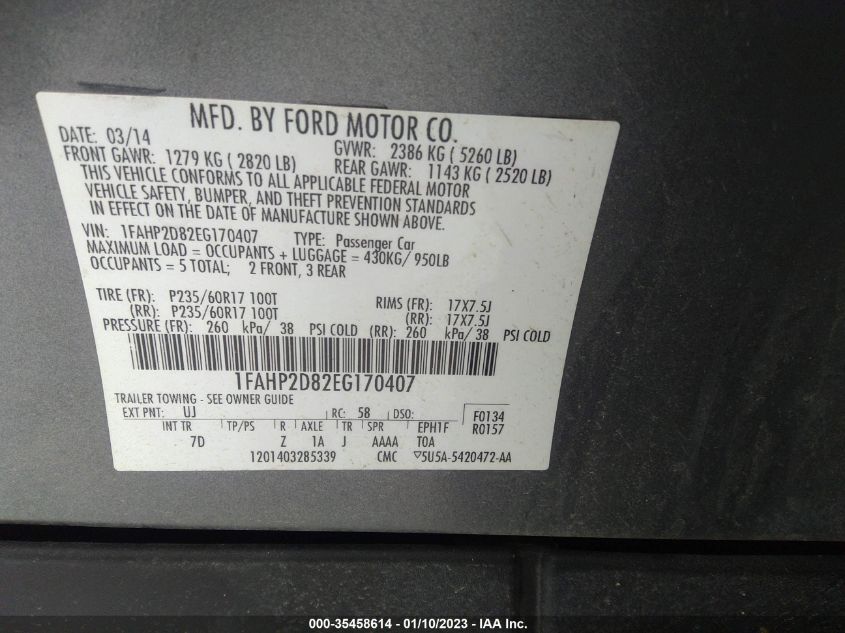 MFD. BY FORD MOTOR CO.
DATE: 03/14 GVWR: 2386 KG ( 5260 LB)
FRONT GAWR: 1279 KG ( 2820 LB) REAR GAWR: 1143 KG ( 2520 LB)
THIS VEHICLE CONFORMS TO ALL APPLICABLE FEDERAL MOTOR
VEHICLE SAFETY, BUMPER, AND THEFT PREVENTION STANDARDS
IN EFFECT ON THE DATE OF MANUFACTURE SHOWN ABOVE.
VIN: 1FAHP2D82EG170407 TYPE: Passenger Car
MAXIMUM LOAD = OCCUPANTS + LUGGAGE = 430KG/ 950LB
OCCUPANTS = 5 TOTAL; 2 FRONT, 3 REAR
TIRE (FR): P235/60R17 100T RIMS (FR): 17X7.5J
(RR): P235/60R17 100T (RR): 17X7.5J
PRESSURE (FR): 260 kPa/ 38 PSI COLD (RR): 260 kPa/ 38 PSI COLD
1FAHP2D82EG170407
TRAILER TOWING - SEE OWNER GUIDE
EXT PNT: UJ RC: 58 DSO: F0134
INT TR TP/PS R AXLE TR SPR EPH1F R0157
7D Z 1A J AAAA TOA
1201403285339 CMC ▽5U5A-5420472-AA
000-35458614 - 01/10/2023 - IAA Inc.